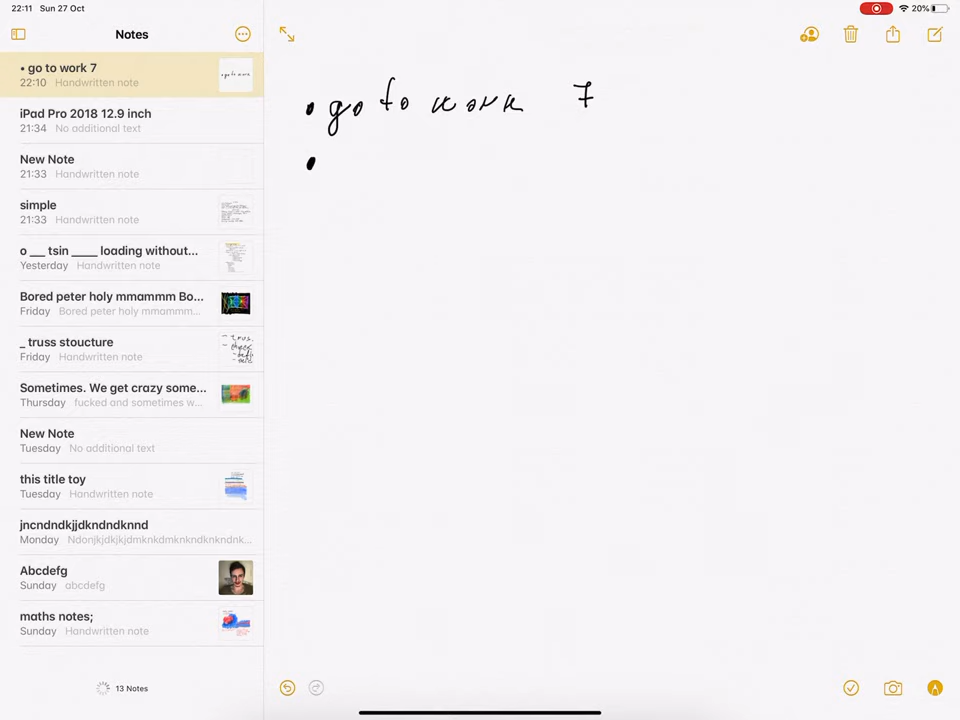 22:11 Sun 27 Oct
20%
Notes
• go to work 7
22:10 Handwritten note
iPad Pro 2018 12.9 inch
21:34 No additional text
New Note
21:33 Handwritten note
simple
21:33 Handwritten note
o __ tsin ____ loading without...
Yesterday Handwritten note
Bored peter holy mmammm Bo...
Friday Bored peter holy mmammm...
_ truss stoucture
Friday Handwritten note
Sometimes. We get crazy some...
Thursday fucked and sometimes w...
New Note
Tuesday No additional text
this title toy
Tuesday Handwritten note
jncndndkjjdkndndknnd
Monday Ndonjkjdkjkjdmknkdmknkndknkndnk...
Abcdefg
Sunday abcdefg
maths notes;
Sunday Handwritten note
13 Notes
• go to work 7
•